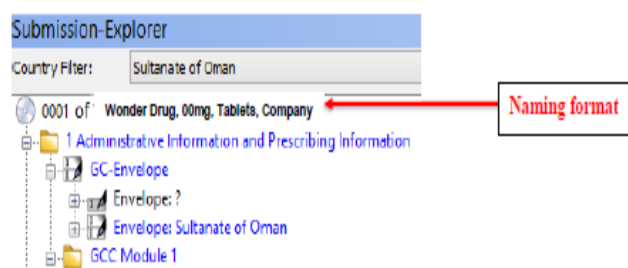 Submission-Explorer
Country Filter: Sultanate of Oman
0001 of Wonder Drug, 00mg, Tablets, Company
Naming format
1 Administrative Information and Prescribing Information
GC-Envelope
Envelope: ?
Envelope: Sultanate of Oman
GCC Module 1